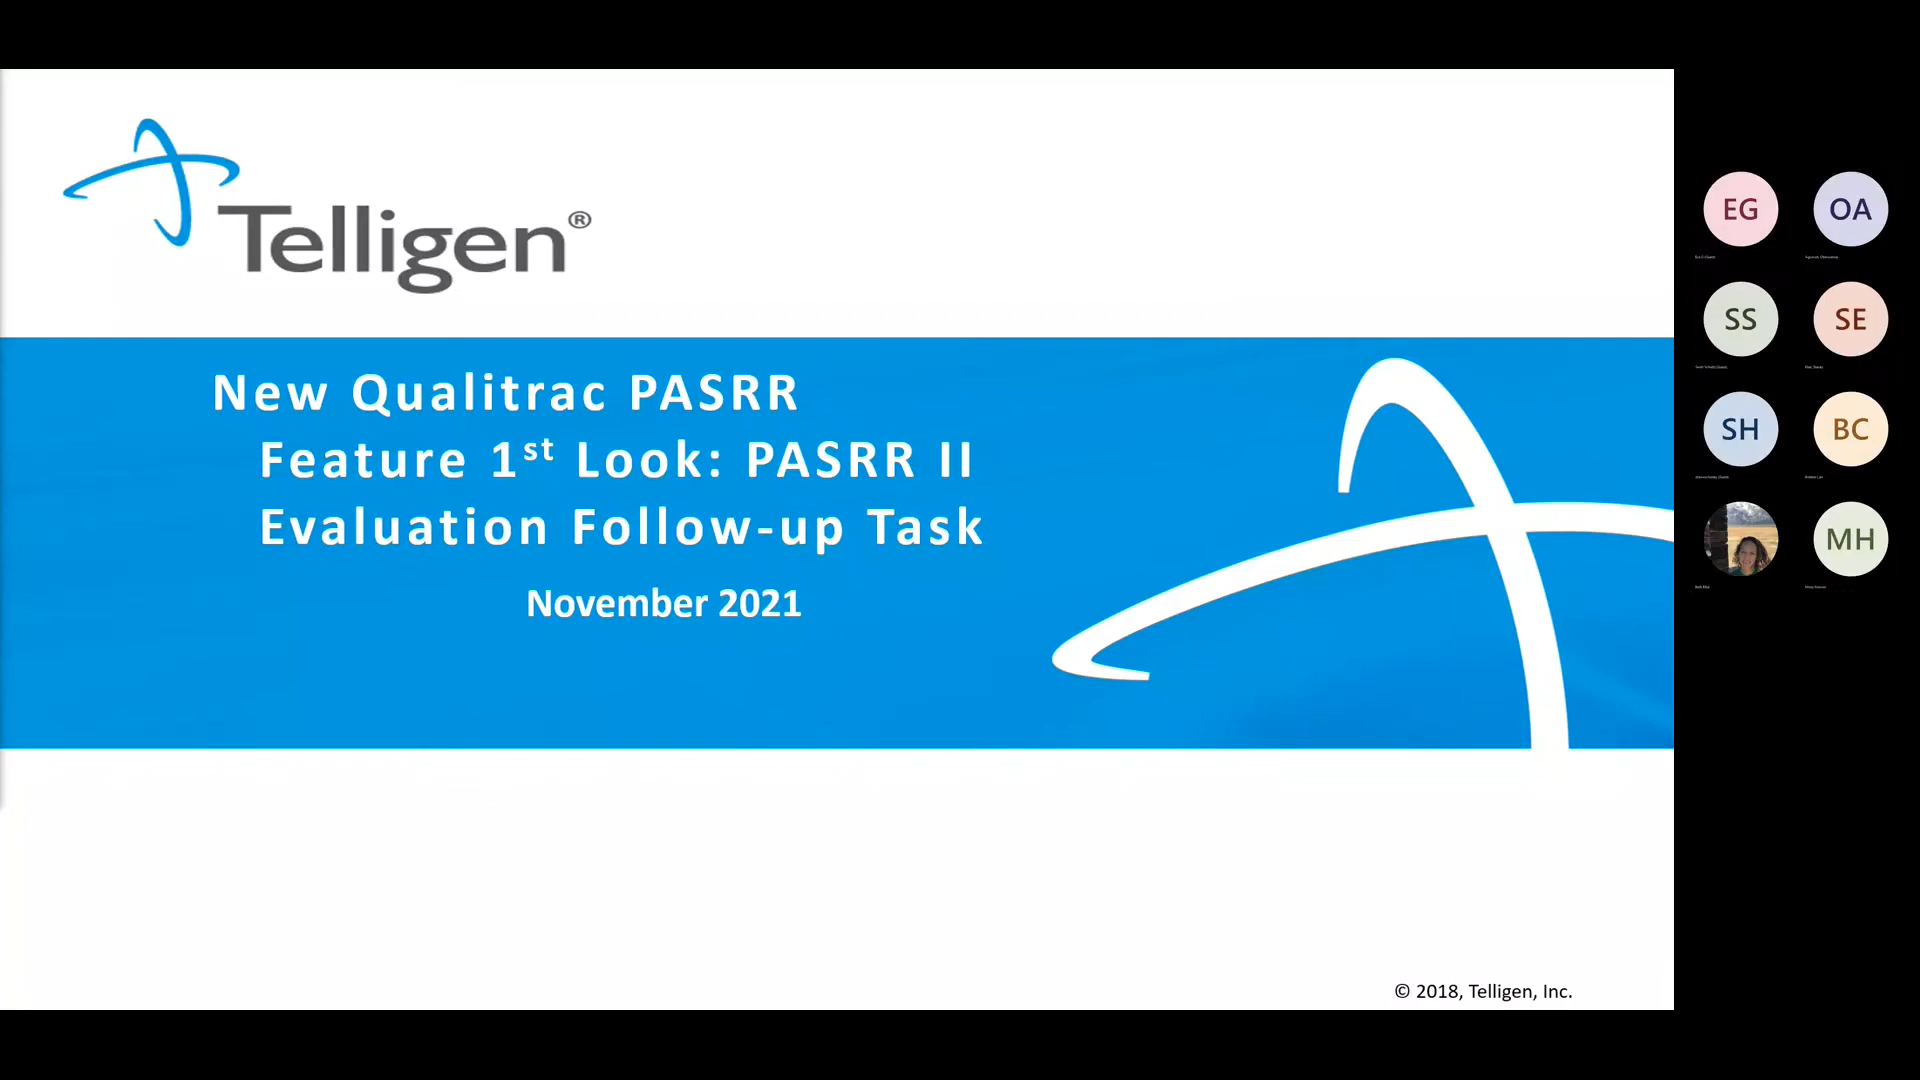 Telligen®
New Qualitrac PASRR
Feature 1st Look: PASRR II
Evaluation Follow-up Task
November 2021
© 2018, Telligen, Inc.
EG
OA
SS
SE
SH
BC
MH